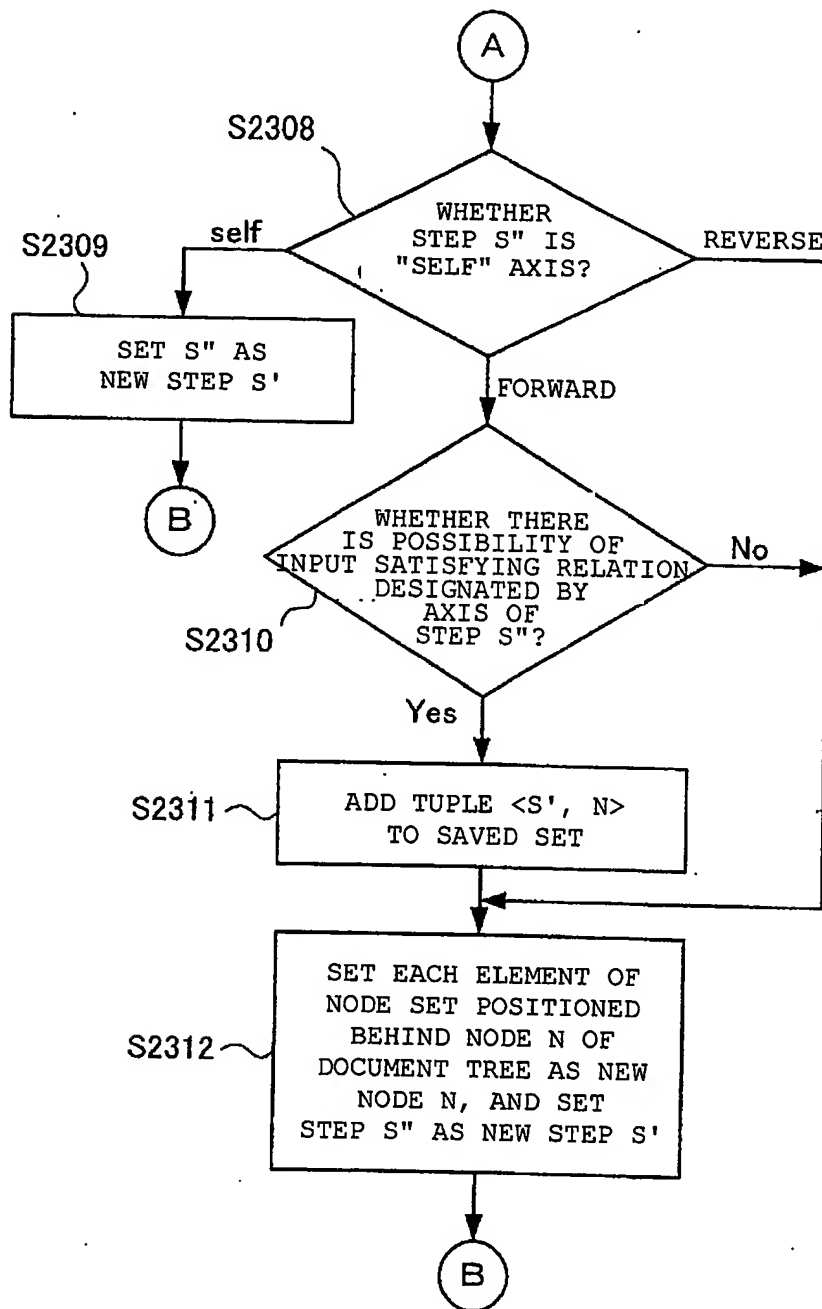 A
S2308
WHETHER
STEP S" IS
"SELF" AXIS?
self
REVERSE
S2309
SET S" AS
NEW STEP S'
FORWARD
B
WHETHER THERE
IS POSSIBILITY OF
INPUT SATISFYING RELATION
DESIGNATED BY
AXIS OF
STEP S"?
No
S2310
Yes
S2311
ADD TUPLE <S', N>
TO SAVED SET
S2312
SET EACH ELEMENT OF
NODE SET POSITIONED
BEHIND NODE N OF
DOCUMENT TREE AS NEW
NODE N, AND SET
STEP S" AS NEW STEP S'
B